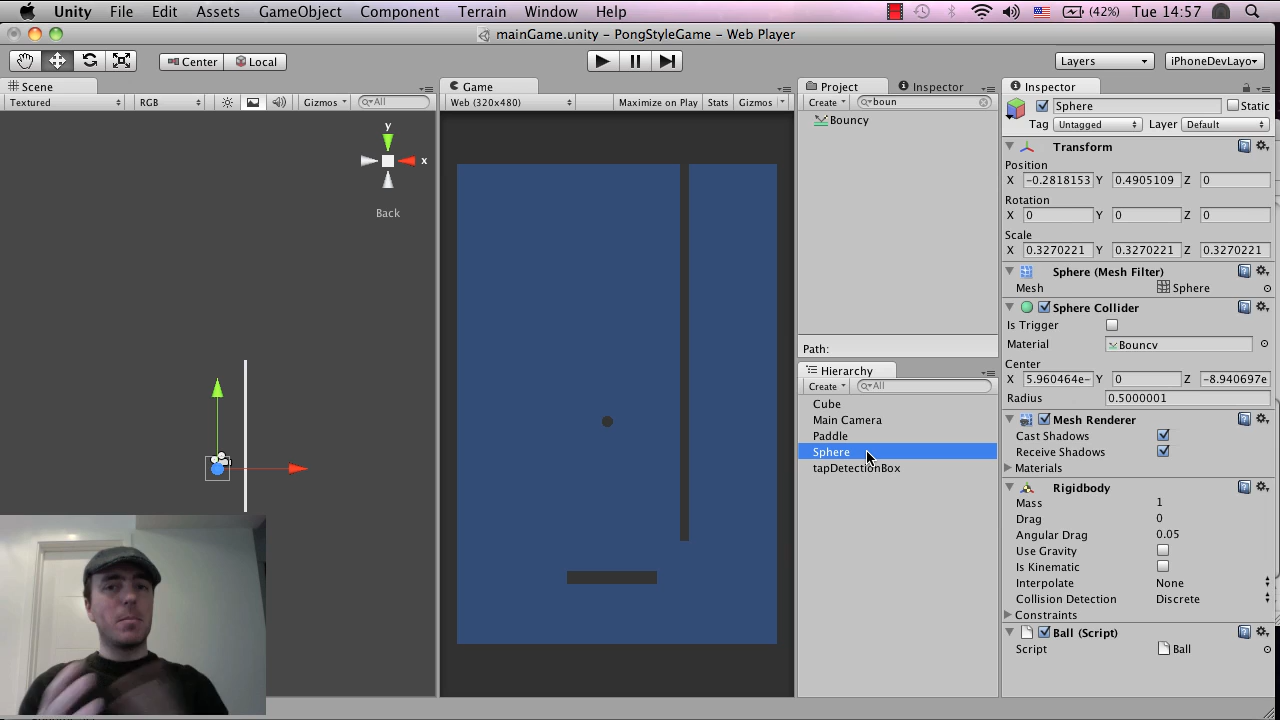 Unity File Edit Assets GameObject Component Terrain Window Help (42%) Tue 14:57
mainGame.unity - PongStyleGame - Web Player
Center Local Layers iPhoneDevLayo...
Scene
Textured RGB Gizmos All
y
x
Back
Game
Web (320x480) Maximize on Play Stats Gizmos
Project Inspector
Create boun
Bouncy
Path:
Hierarchy
Create All
Cube
Main Camera
Paddle
Sphere
tapDetectionBox
Inspector
Sphere Static
Tag Untagged Layer Default
Transform
Position
X -0.2818153 Y 0.4905109 Z 0
Rotation
X 0 Y 0 Z 0
Scale
X 0.3270221 Y 0.3270221 Z 0.3270221
Sphere (Mesh Filter)
Mesh Sphere
Sphere Collider
Is Trigger
Material Bouncy
Center
X 5.960464e- Y 0 Z -8.940697e
Radius 0.5000001
Mesh Renderer
Cast Shadows
Receive Shadows
Materials
Rigidbody
Mass 1
Drag 0
Angular Drag 0.05
Use Gravity
Is Kinematic
Interpolate None
Collision Detection Discrete
Constraints
Ball (Script)
Script Ball